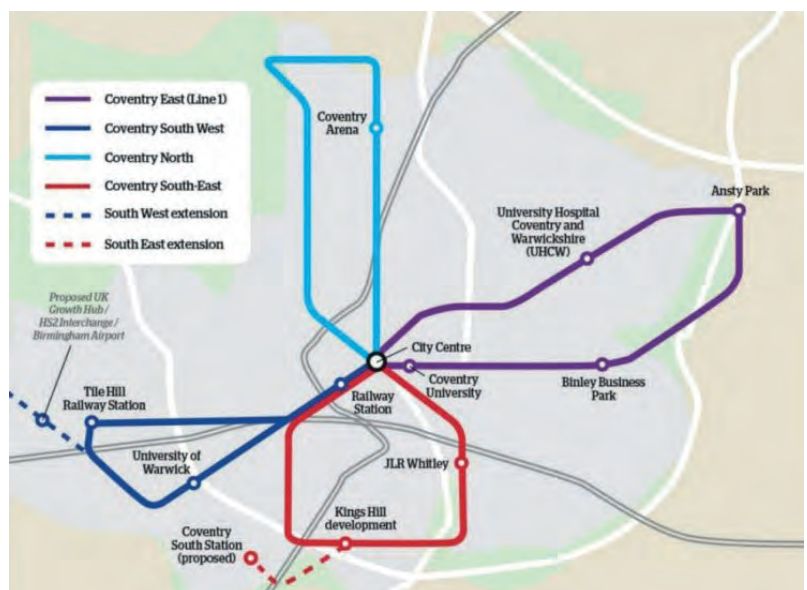 Coventry East (Line 1)
Coventry South West
Coventry North
Coventry South-East
South West extension
South East extension
Coventry
Arena
Ansty Park
University Hospital
Coventry and
Warwickshire
(UHCW)
Proposed UK
Growth Hub /
HS2 Interchange /
Birmingham Airport
City Centre
Tile Hill
Railway Station
Railway
Station
Coventry
University
Binley Business
Park
University of
Warwick
JLR Whitley
Kings Hill
development
Coventry
South Station
(proposed)